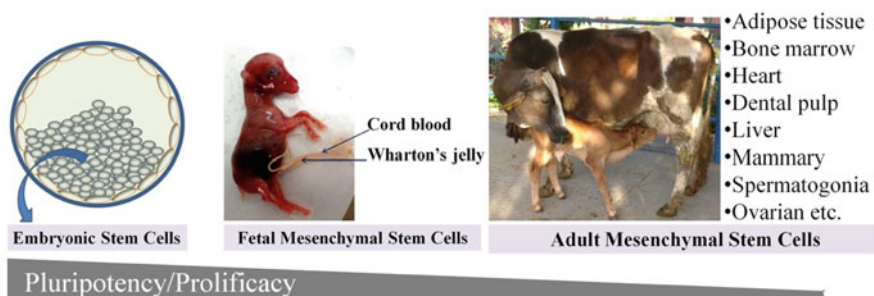 •Adipose tissue
•Bone marrow
•Heart
•Dental pulp
•Liver
•Mammary
•Spermatogonia
•Ovarian etc.
Cord blood
Wharton's jelly
Embryonic Stem Cells
Fetal Mesenchymal Stem Cells
Adult Mesenchymal Stem Cells
Pluripotency/Prolificacy